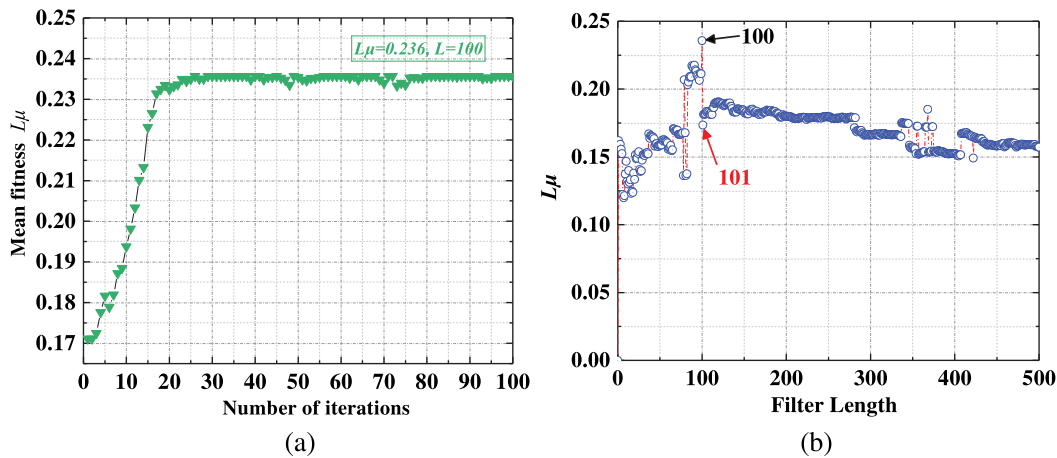 0.25
0.24
0.23
0.22
0.21
0.20
0.19
0.18
0.17
Mean fitness Lμ
Lμ=0.236, L=100
0 10 20 30 40 50 60 70 80 90 100
Number of iterations
(a)
0.25
0.20
0.15
0.10
0.05
0.00
Lμ
100
101
0 100 200 300 400 500
Filter Length
(b)